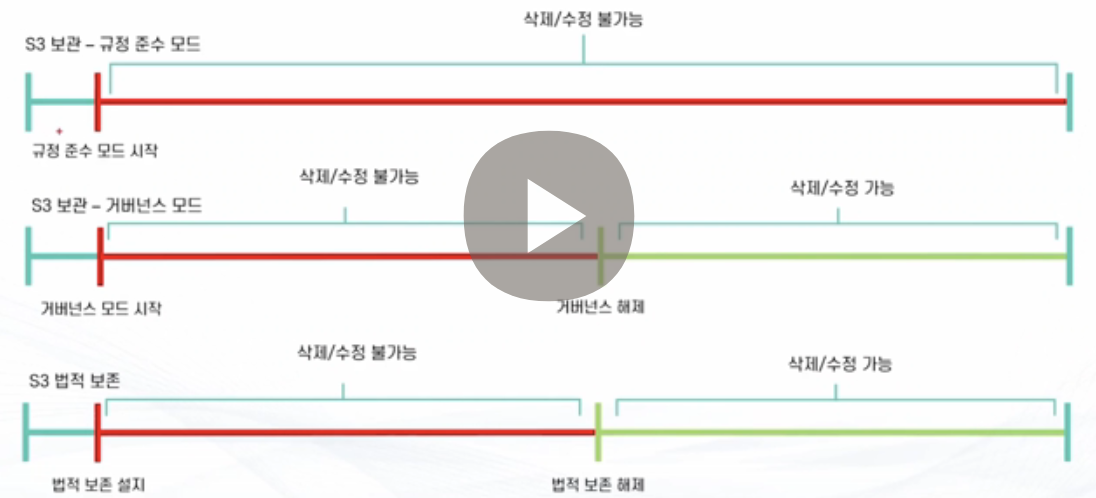 삭제/수정 불가능
S3 보관 – 규정 준수 모드
규정 준수 모드 시작
삭제/수정 불가능
삭제/수정 가능
S3 보관 – 거버넌스 모드
거버넌스 모드 시작
거버넌스 해제
삭제/수정 불가능
삭제/수정 가능
S3 법적 보존
법적 보존 설지
법적 보존 해제